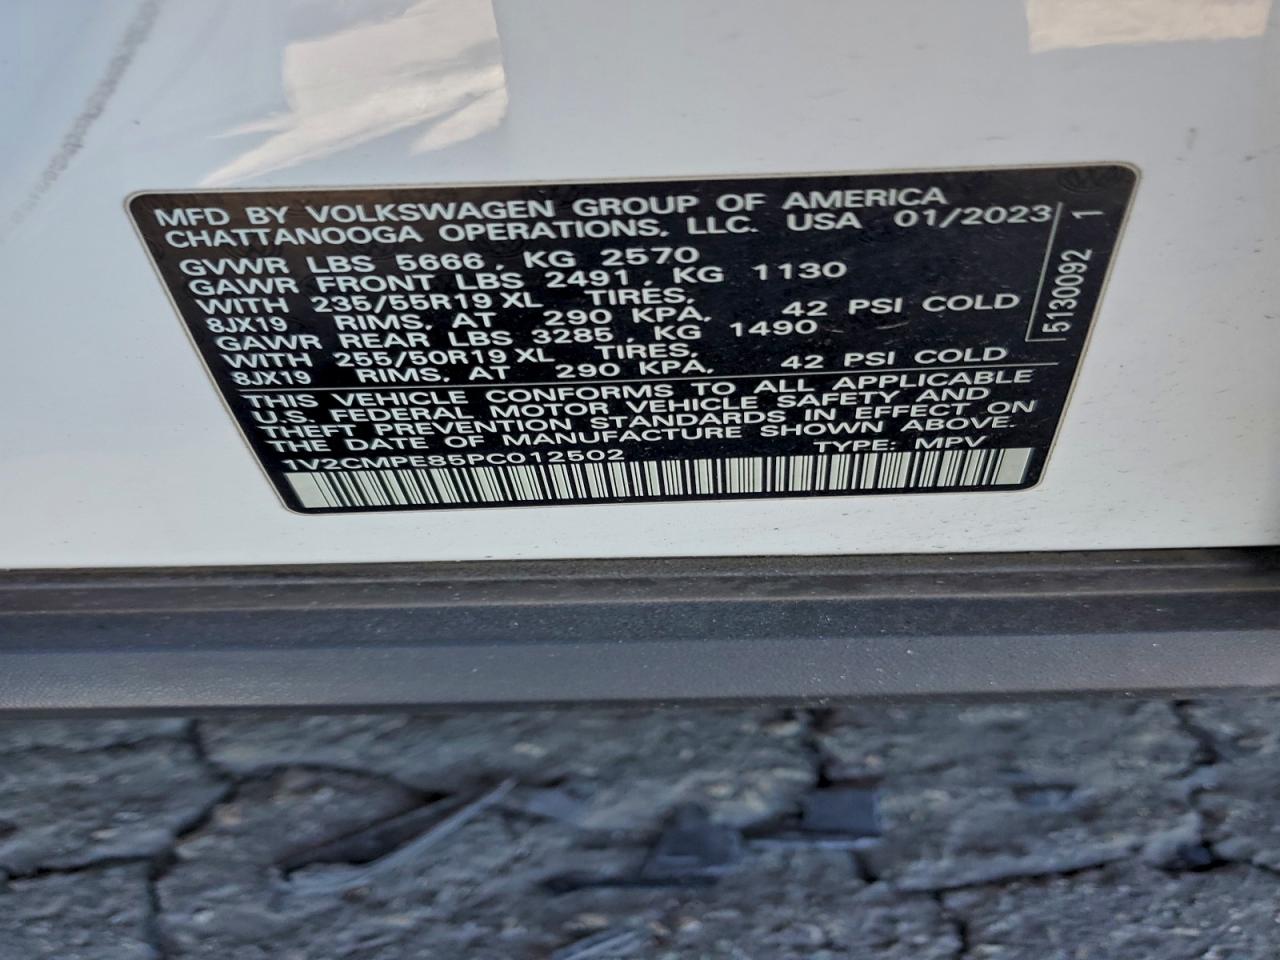 MFD BY VOLKSWAGEN GROUP OF AMERICA
CHATTANOOGA OPERATIONS, LLC. USA 01/2023
GVWR LBS 5666, KG 2570
GAWR FRONT LBS 2491, KG 1130
WITH 235/55R19 XL TIRES,
8JX19 RIMS, AT 290 KPA, 42 PSI COLD
GAWR REAR LBS 3285, KG 1490
WITH 255/50R19 XL TIRES,
8JX19 RIMS, AT 290 KPA, 42 PSI COLD
THIS VEHICLE CONFORMS TO ALL APPLICABLE
U.S. FEDERAL MOTOR VEHICLE SAFETY AND
THEFT PREVENTION STANDARDS IN EFFECT ON
THE DATE OF MANUFACTURE SHOWN ABOVE.
1V2CMPE85PC012502 TYPE: MPV
5130092 1